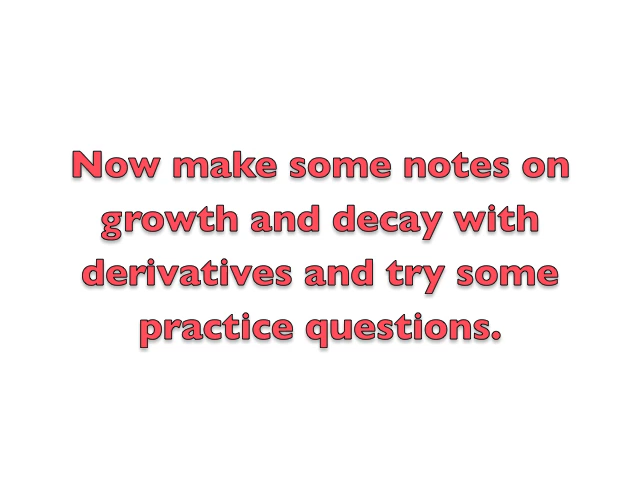 Now make some notes on
growth and decay with
derivatives and try some
practice questions.